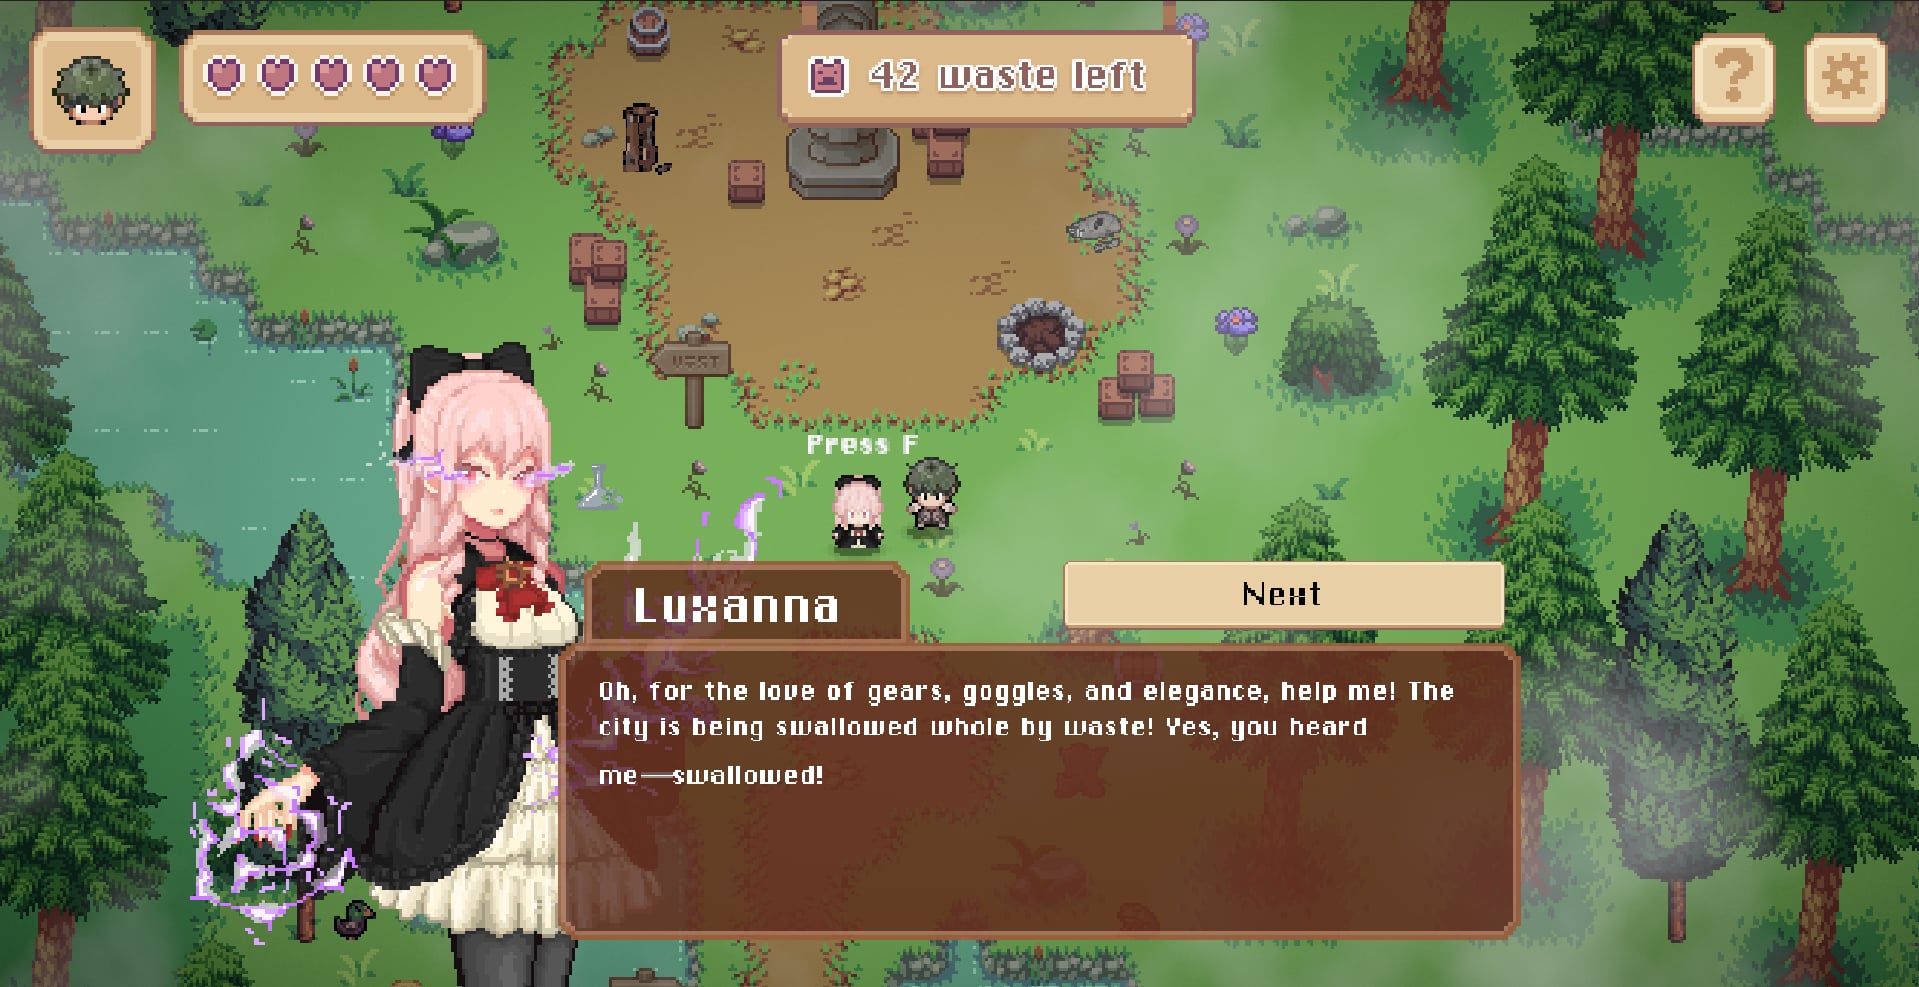 42 waste left
?
WEST
Press F
Luxanna
Next
Oh, for the love of gears, goggles, and elegance, help me! The
city is being swallowed whole by waste! Yes, you heard
me—swallowed!